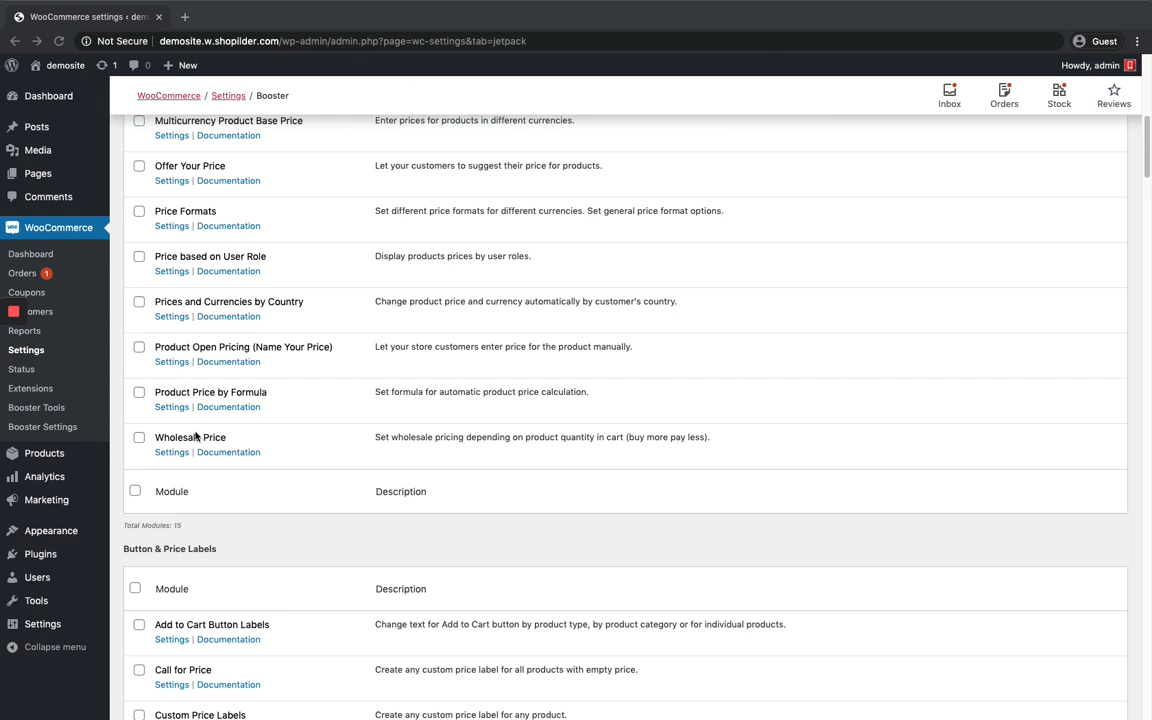 WooCommerce settings ‹ dem
Not Secure
demosite.w.shopilder.com/wp-admin/admin.php?page=wc-settings&tab=jetpack
Guest
demosite
1
0
New
Howdy, admin
Dashboard
Posts
Media
Pages
Comments
WooCommerce
Dashboard
Orders 1
Coupons
omers
Reports
Settings
Status
Extensions
Booster Tools
Booster Settings
Products
Analytics
Marketing
Appearance
Plugins
Users
Tools
Settings
Collapse menu
WooCommerce / Settings / Booster
Inbox
Orders
Stock
Reviews
Multicurrency Product Base Price
Enter prices for products in different currencies.
Settings | Documentation
Offer Your Price
Let your customers to suggest their price for products.
Settings | Documentation
Price Formats
Set different price formats for different currencies. Set general price format options.
Settings | Documentation
Price based on User Role
Display products prices by user roles.
Settings | Documentation
Prices and Currencies by Country
Change product price and currency automatically by customer's country.
Settings | Documentation
Product Open Pricing (Name Your Price)
Let your store customers enter price for the product manually.
Settings | Documentation
Product Price by Formula
Set formula for automatic product price calculation.
Settings | Documentation
Wholesale Price
Set wholesale pricing depending on product quantity in cart (buy more pay less).
Settings | Documentation
Module
Description
Total Modules: 15
Button & Price Labels
Module
Description
Add to Cart Button Labels
Change text for Add to Cart button by product type, by product category or for individual products.
Settings | Documentation
Call for Price
Create any custom price label for all products with empty price.
Settings | Documentation
Custom Price Labels
Create any custom price label for any product.